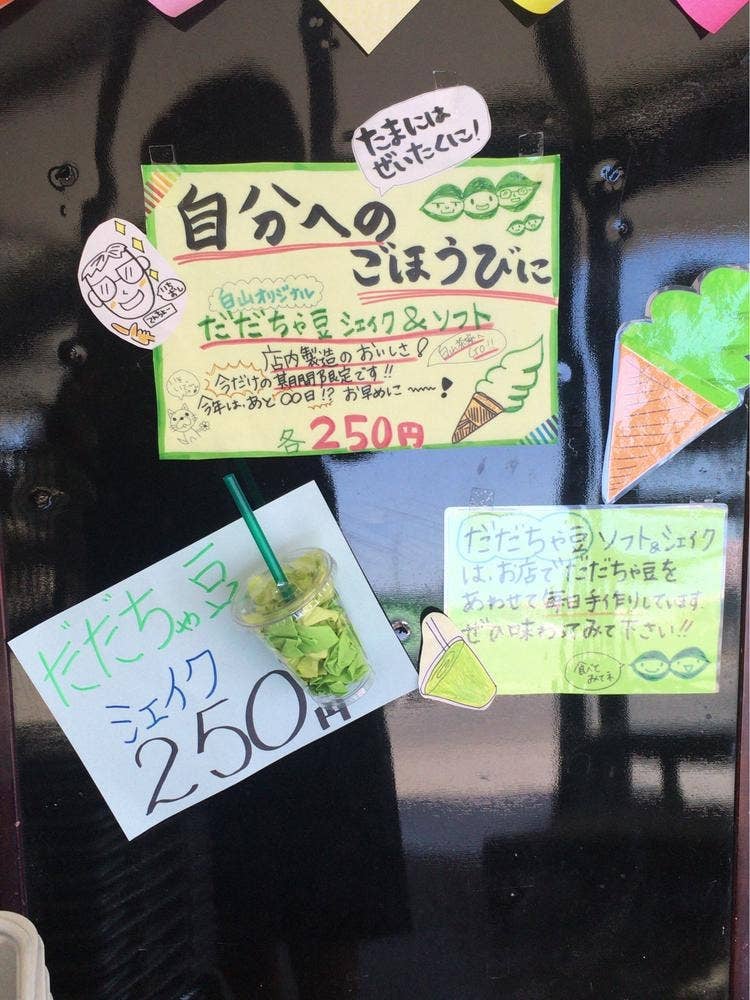 たまには
ぜいたくに!
自分への
ごほうびに
白山オリジナル
だだちゃ豆 シェイク & ソフト
店内製造のおいしさ!
今だけの期間限定です!!
今年は、あと〇〇日!? お早めに〜〜!
各250円
だだちゃ豆
シェイク
250円
だだちゃ豆 ソフト&シェイク
は、お店でだだちゃ豆を
あわせて毎日手作りしています
ぜひ味わってみて下さい!!
食べて
みてネ